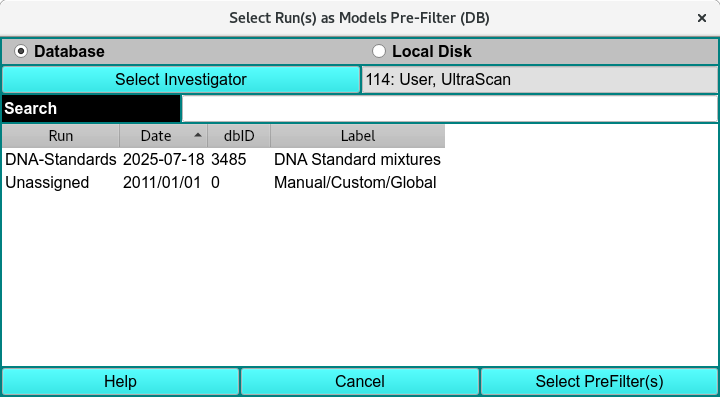 Select Run(s) as Models Pre-Filter (DB) ×
Database Local Disk
Select Investigator 114: User, UltraScan
Search
Run Date dbID Label
DNA-Standards 2025-07-18 3485 DNA Standard mixtures
Unassigned 2011/01/01 0 Manual/Custom/Global
Help Cancel Select PreFilter(s)